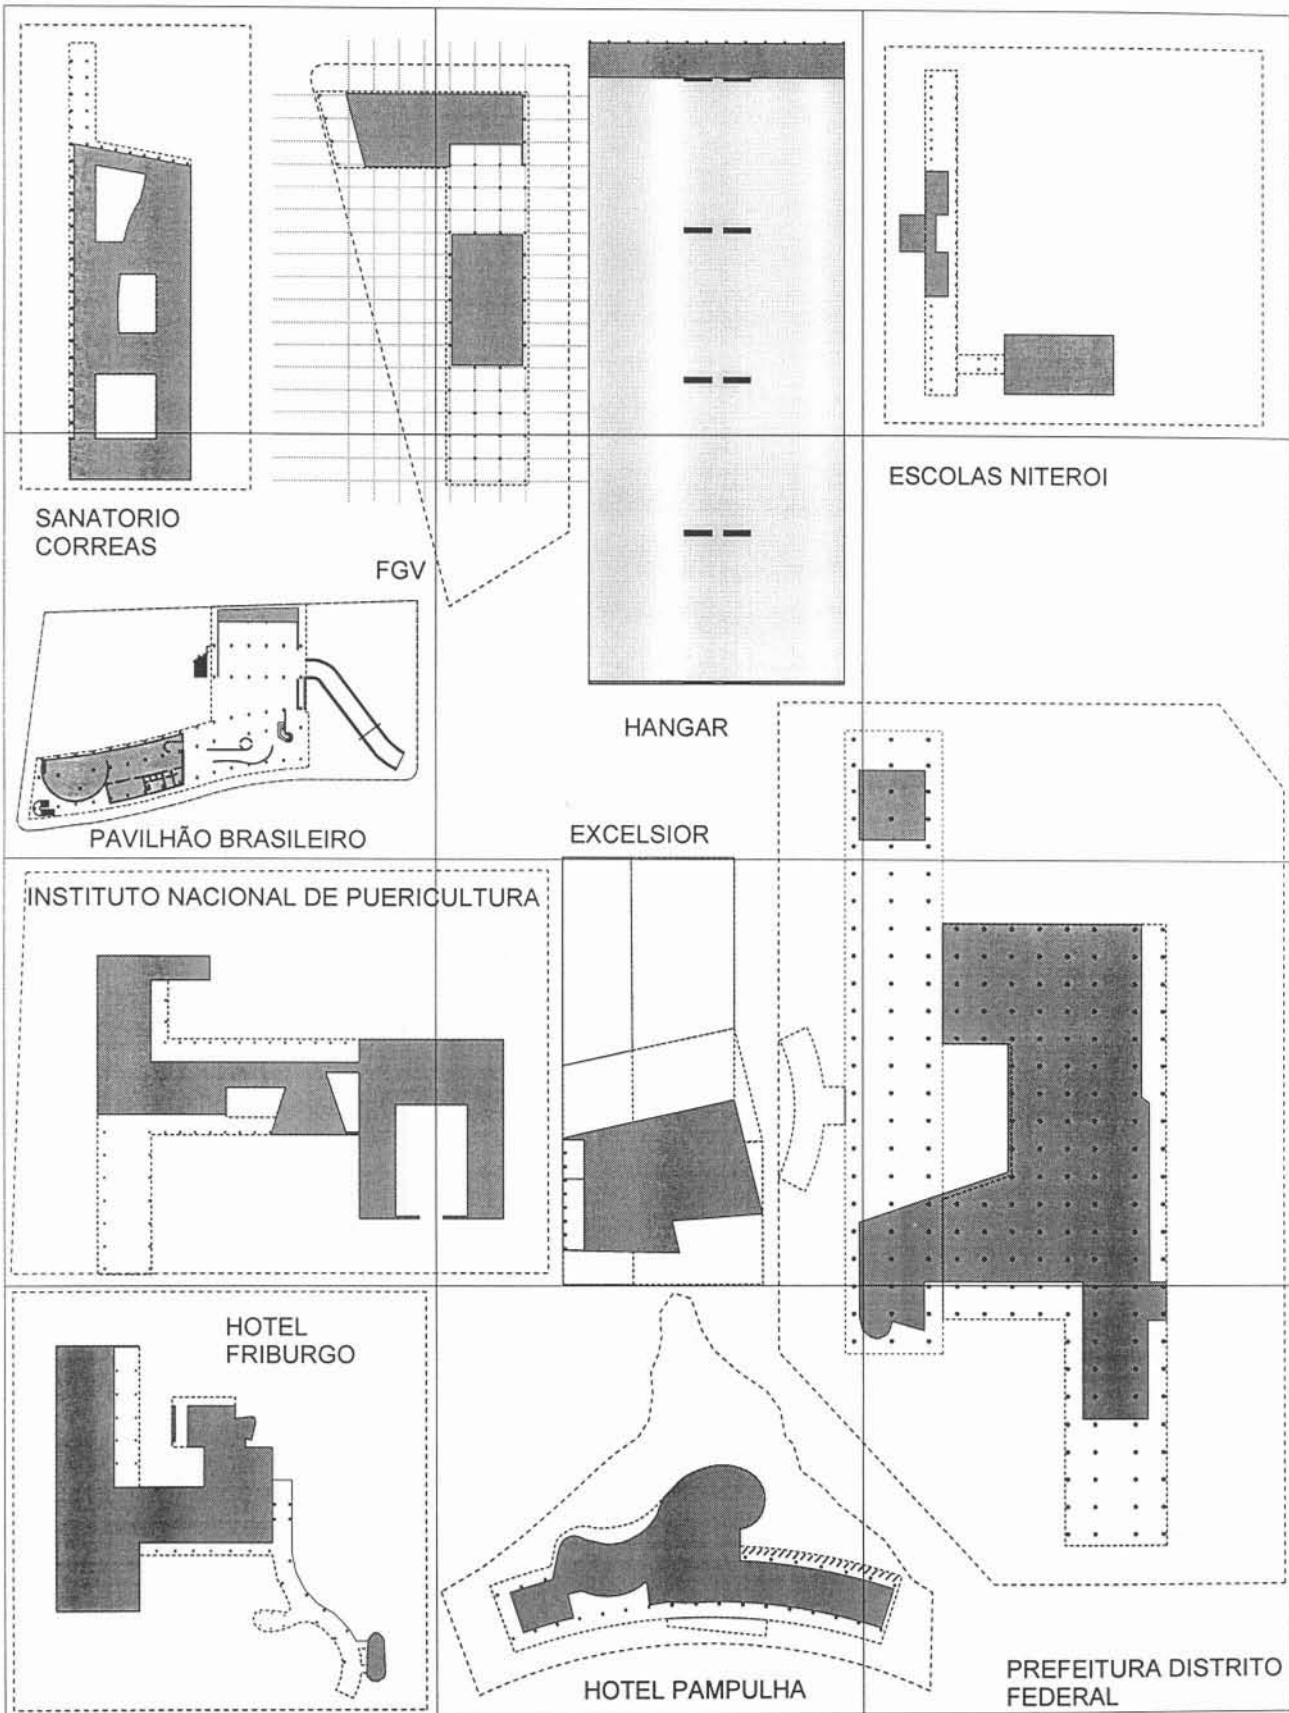 SANATORIO
CORREAS
FGV
ESCOLAS NITEROI
HANGAR
PAVILHÃO BRASILEIRO
EXCELSIOR
INSTITUTO NACIONAL DE PUERICULTURA
HOTEL
FRIBURGO
HOTEL PAMPULHA
PREFEITURA DISTRITO
FEDERAL